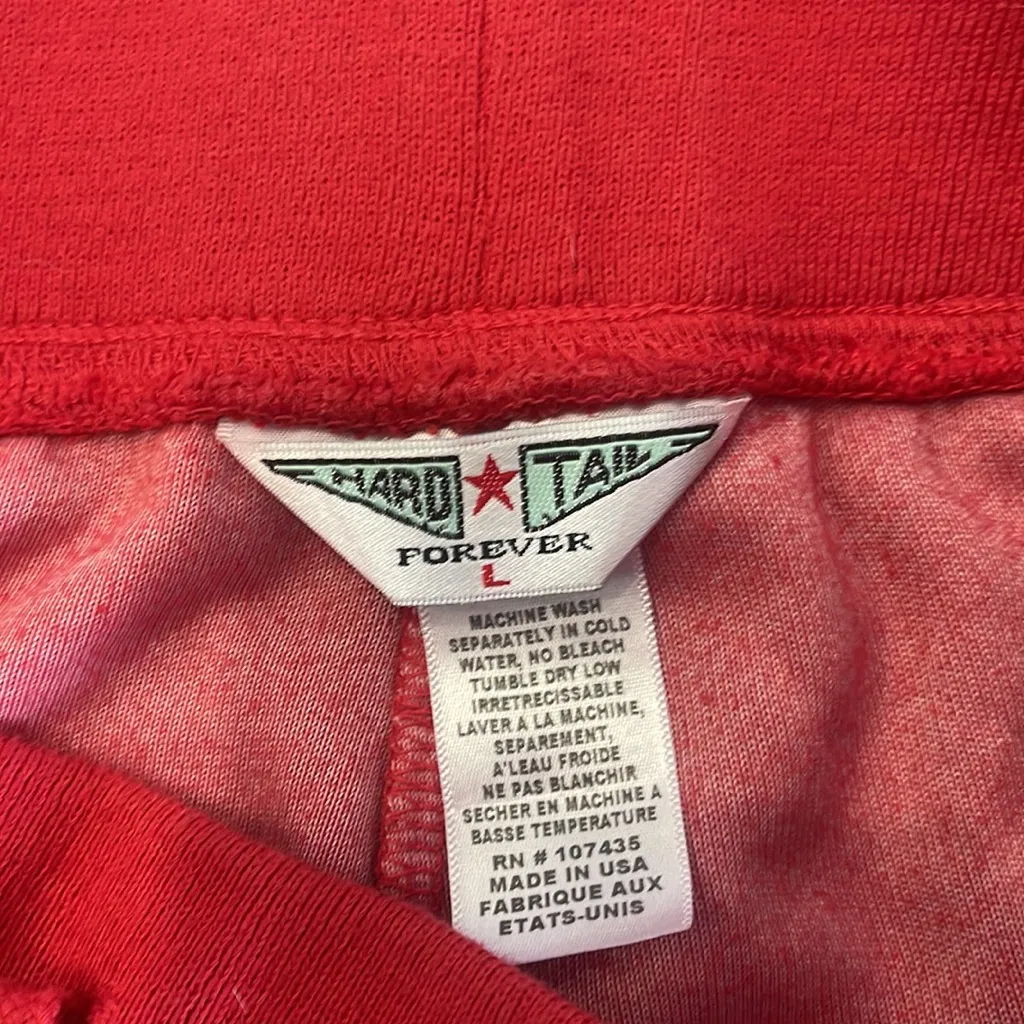 HARD TAIL
FOREVER
L
MACHINE WASH
SEPARATELY IN COLD
WATER, NO BLEACH
TUMBLE DRY LOW
IRRETRECISSABLE
LAVER A LA MACHINE,
SEPAREMENT,
A'LEAU FROIDE
NE PAS BLANCHIR
SECHER EN MACHINE A
BASSE TEMPERATURE
RN # 107435
MADE IN USA
FABRIQUE AUX
ETATS-UNIS